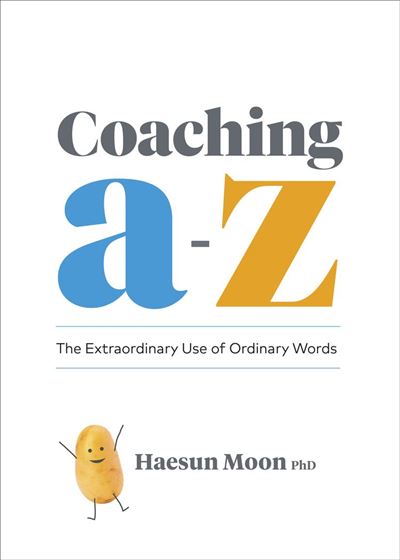 Coaching
a-z
The Extraordinary Use of Ordinary Words
Haesun Moon PhD